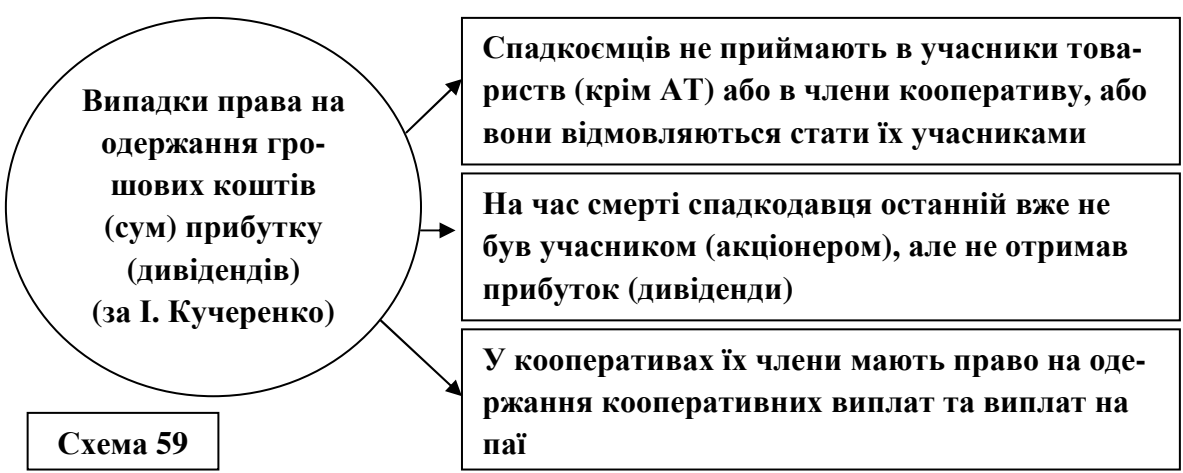 Випадки права на
одержання гро-
шових коштів
(сум) прибутку
(дивідендів)
(за І. Кучеренко)
Спадкоємців не приймають в учасники това-
риств (крім АТ) або в члени кооперативу, або
вони відмовляються стати їх учасниками
На час смерті спадкодавця останній вже не
був учасником (акціонером), але не отримав
прибуток (дивіденди)
У кооперативах їх члени мають право на оде-
ржання кооперативних виплат та виплат на
паї
Схема 59